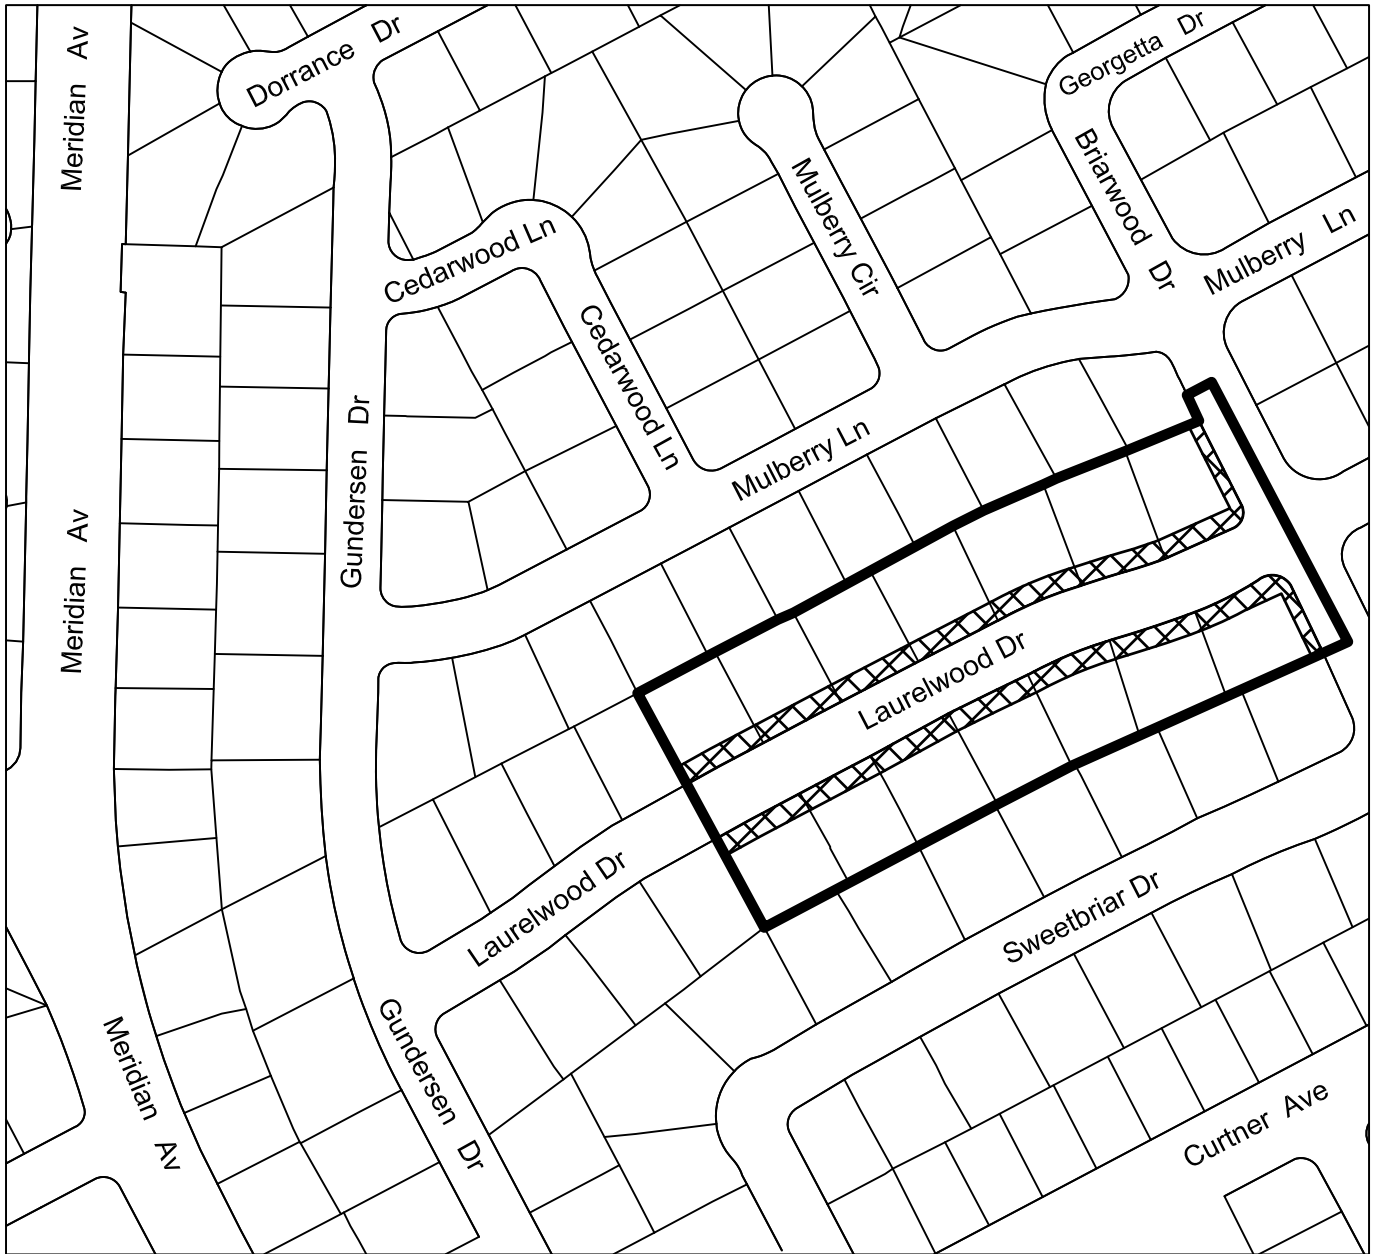 Meridian Av
Dorrance Dr
Georgetta Dr
Briarwood Dr
Mulberry Cir
Mulberry Ln
Cedarwood Ln
Cedarwood Ln
Gundersen Dr
Mulberry Ln
Meridian Av
Laurelwood Dr
Laurelwood Dr
Sweetbriar Dr
Gundersen Dr
Meridian Av
Curtner Ave